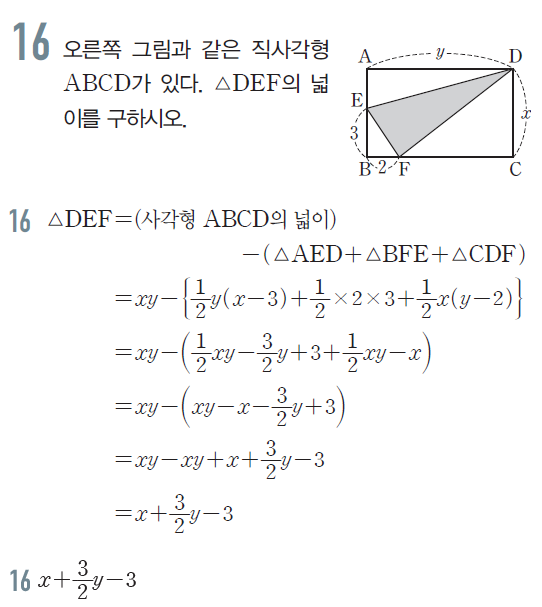 16 오른쪽 그림과 같은 직사각형
ABCD가 있다. △DEF의 넓
이를 구하시오.
A y D
E
3
x
B 2 F C
16 △DEF=(사각형 ABCD의 넓이)
-(△AED+△BFE+△CDF)
=xy-{1/2y(x-3)+1/2×2×3+1/2x(y-2)}
=xy-(1/2xy-3/2y+3+1/2xy-x)
=xy-(xy-x-3/2y+3)
=xy-xy+x+3/2y-3
=x+3/2y-3
16 x+3/2y-3